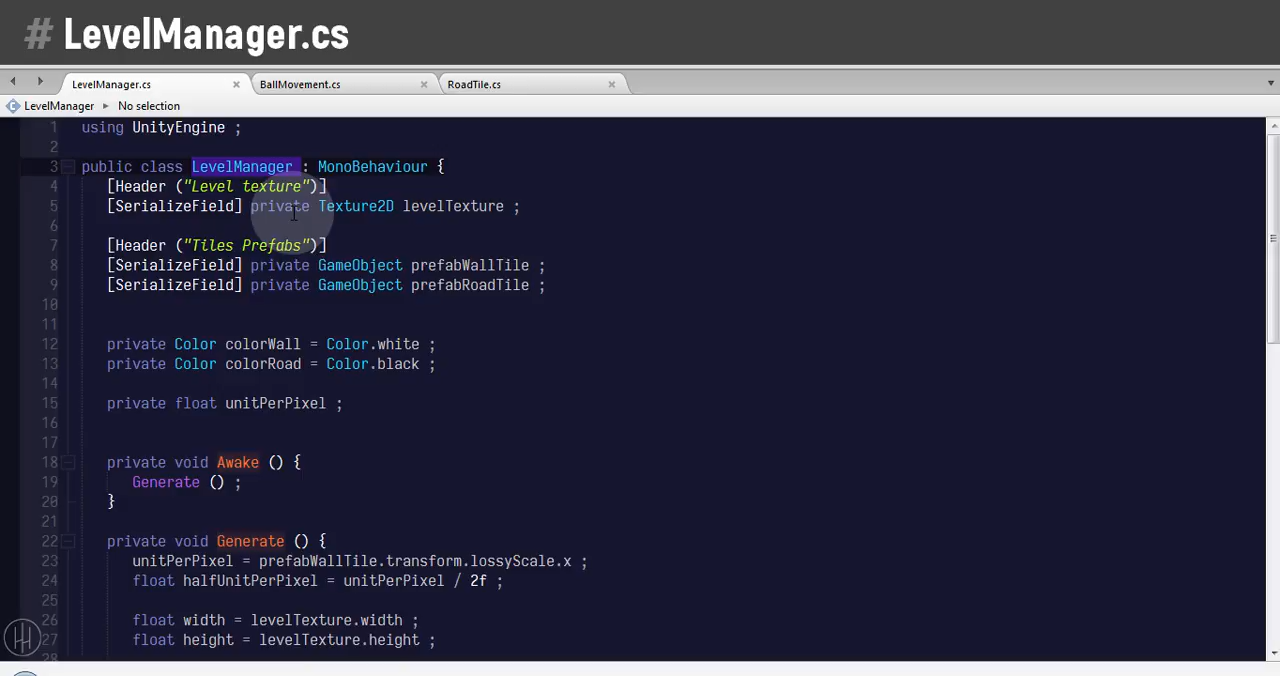 # LevelManager.cs
LevelManager.cs
BallMovement.cs
RoadTile.cs
LevelManager
No selection
1 using UnityEngine ;
2
3 public class LevelManager : MonoBehaviour {
4 [Header ("Level texture")]
5 [SerializeField] private Texture2D levelTexture ;
6
7 [Header ("Tiles Prefabs")]
8 [SerializeField] private GameObject prefabWallTile ;
9 [SerializeField] private GameObject prefabRoadTile ;
10
11
12 private Color colorWall = Color.white ;
13 private Color colorRoad = Color.black ;
14
15 private float unitPerPixel ;
16
17
18 private void Awake () {
19 Generate () ;
20 }
21
22 private void Generate () {
23 unitPerPixel = prefabWallTile.transform.lossyScale.x ;
24 float halfUnitPerPixel = unitPerPixel / 2f ;
25
26 float width = levelTexture.width ;
27 float height = levelTexture.height ;
28